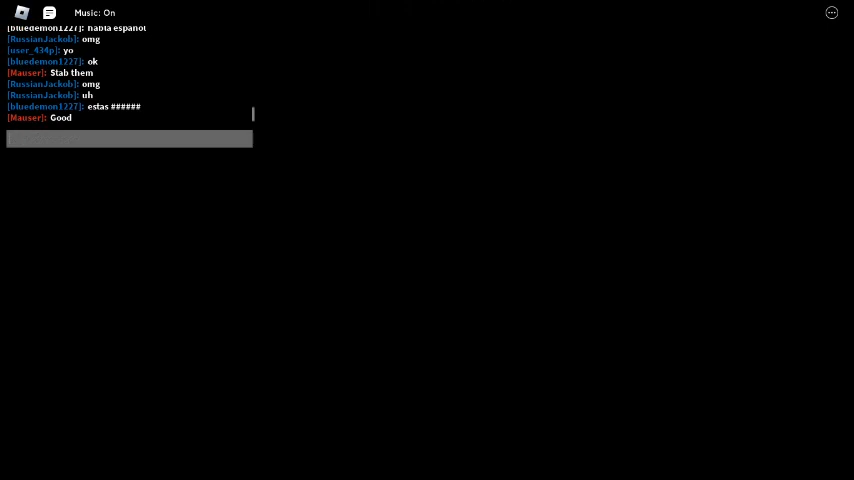 Music: On
[bluedemon1227]: habla espanol
[RussianJackob]: omg
[user_434p]: yo
[bluedemon1227]: ok
[Mauser]: Stab them
[RussianJackob]: omg
[RussianJackob]: uh
[bluedemon1227]: estas ######
[Mauser]: Good